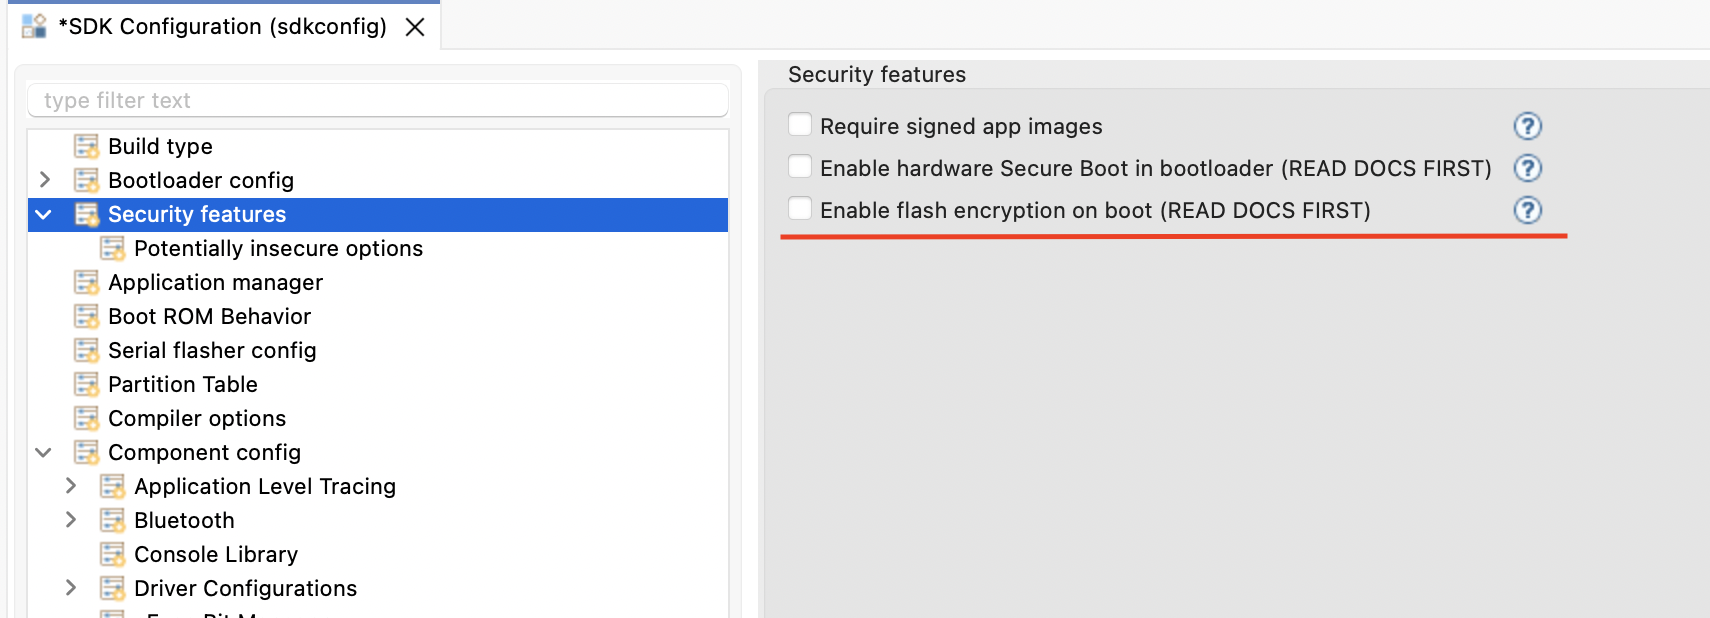 *SDK Configuration (sdkconfig)
type filter text
Build type
Bootloader config
Security features
Potentially insecure options
Application manager
Boot ROM Behavior
Serial flasher config
Partition Table
Compiler options
Component config
Application Level Tracing
Bluetooth
Console Library
Driver Configurations
Security features
Require signed app images
Enable hardware Secure Boot in bootloader (READ DOCS FIRST)
Enable flash encryption on boot (READ DOCS FIRST)